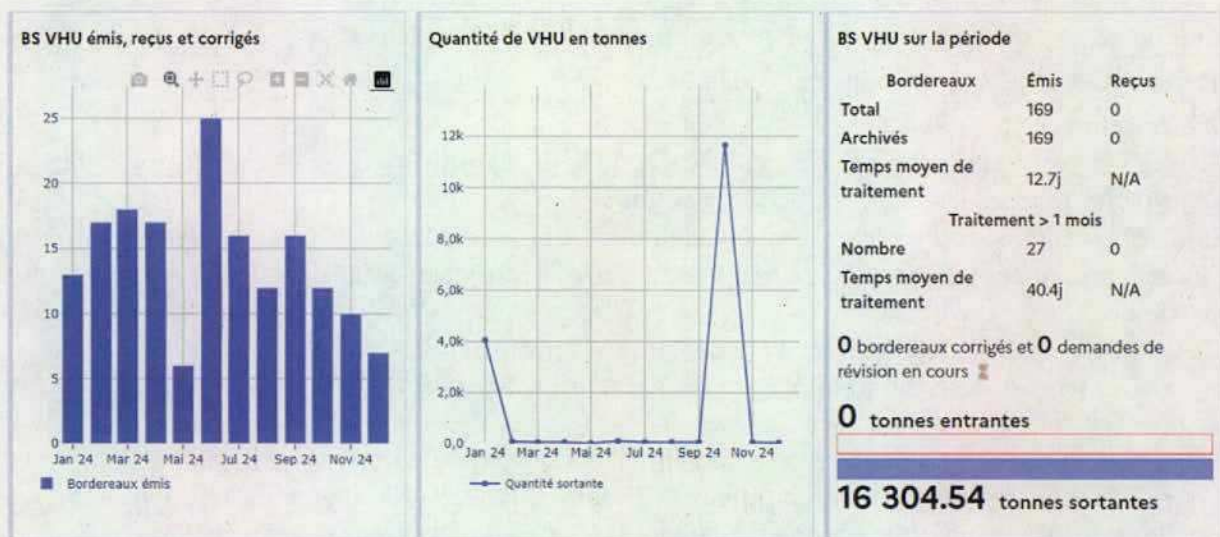 BS VHU émis, reçus et corrigés
25
20
15
10
5
0
Jan 24 Mar 24 Mai 24 Jul 24 Sep 24 Nov 24
Bordereaux émis
Quantité de VHU en tonnes
12k
10k
8,0k
6,0k
4,0k
2,0k
0,0
Jan 24 Mar 24 Mai 24 Jul 24 Sep 24 Nov 24
Quantité sortante
BS VHU sur la période
Bordereaux Émis Reçus
Total 169 0
Archivés 169 0
Temps moyen de
traitement 12.7j N/A
Traitement > 1 mois
Nombre 27 0
Temps moyen de
traitement 40.4j N/A
0 bordereaux corrigés et 0 demandes de
révision en cours
0 tonnes entrantes
16 304.54 tonnes sortantes